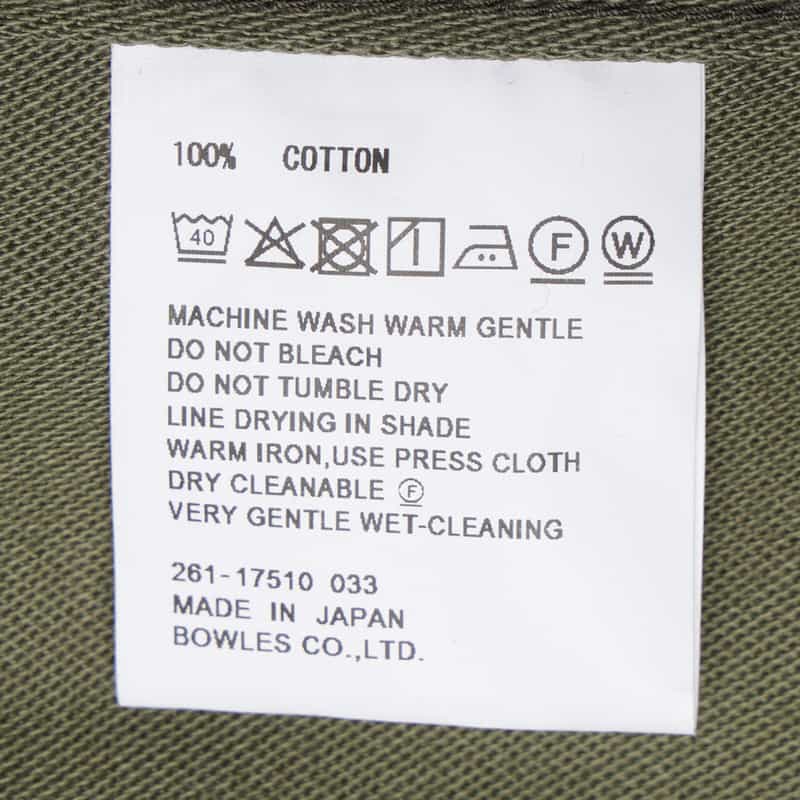 100% COTTON
40 F W
MACHINE WASH WARM GENTLE
DO NOT BLEACH
DO NOT TUMBLE DRY
LINE DRYING IN SHADE
WARM IRON,USE PRESS CLOTH
DRY CLEANABLE Ⓕ
VERY GENTLE WET-CLEANING
261-17510 033
MADE IN JAPAN
BOWLES CO.,LTD.